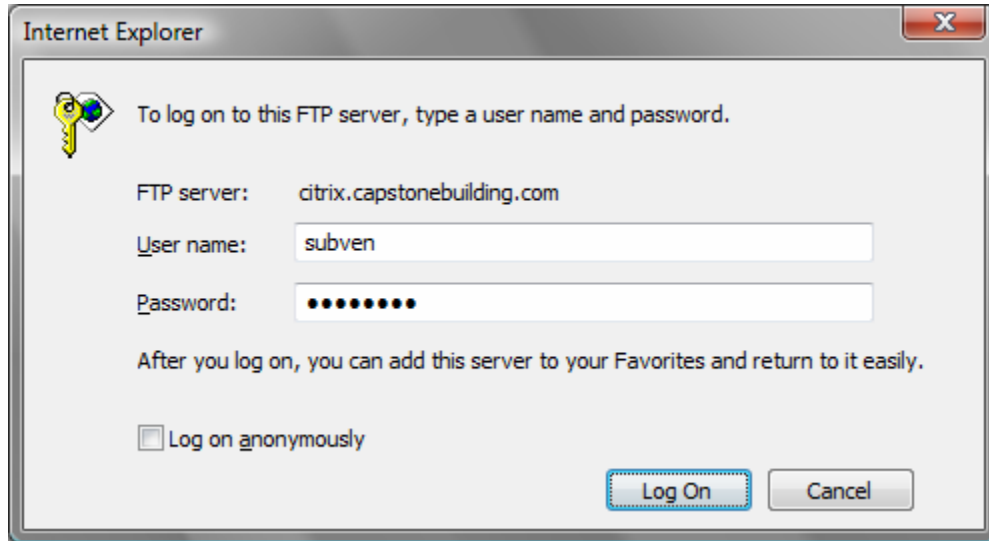 Internet Explorer
To log on to this FTP server, type a user name and password.
FTP server: citrix.capstonebuilding.com
User name: subven
Password: ••••••••
After you log on, you can add this server to your Favorites and return to it easily.
Log on anonymously
Log On Cancel